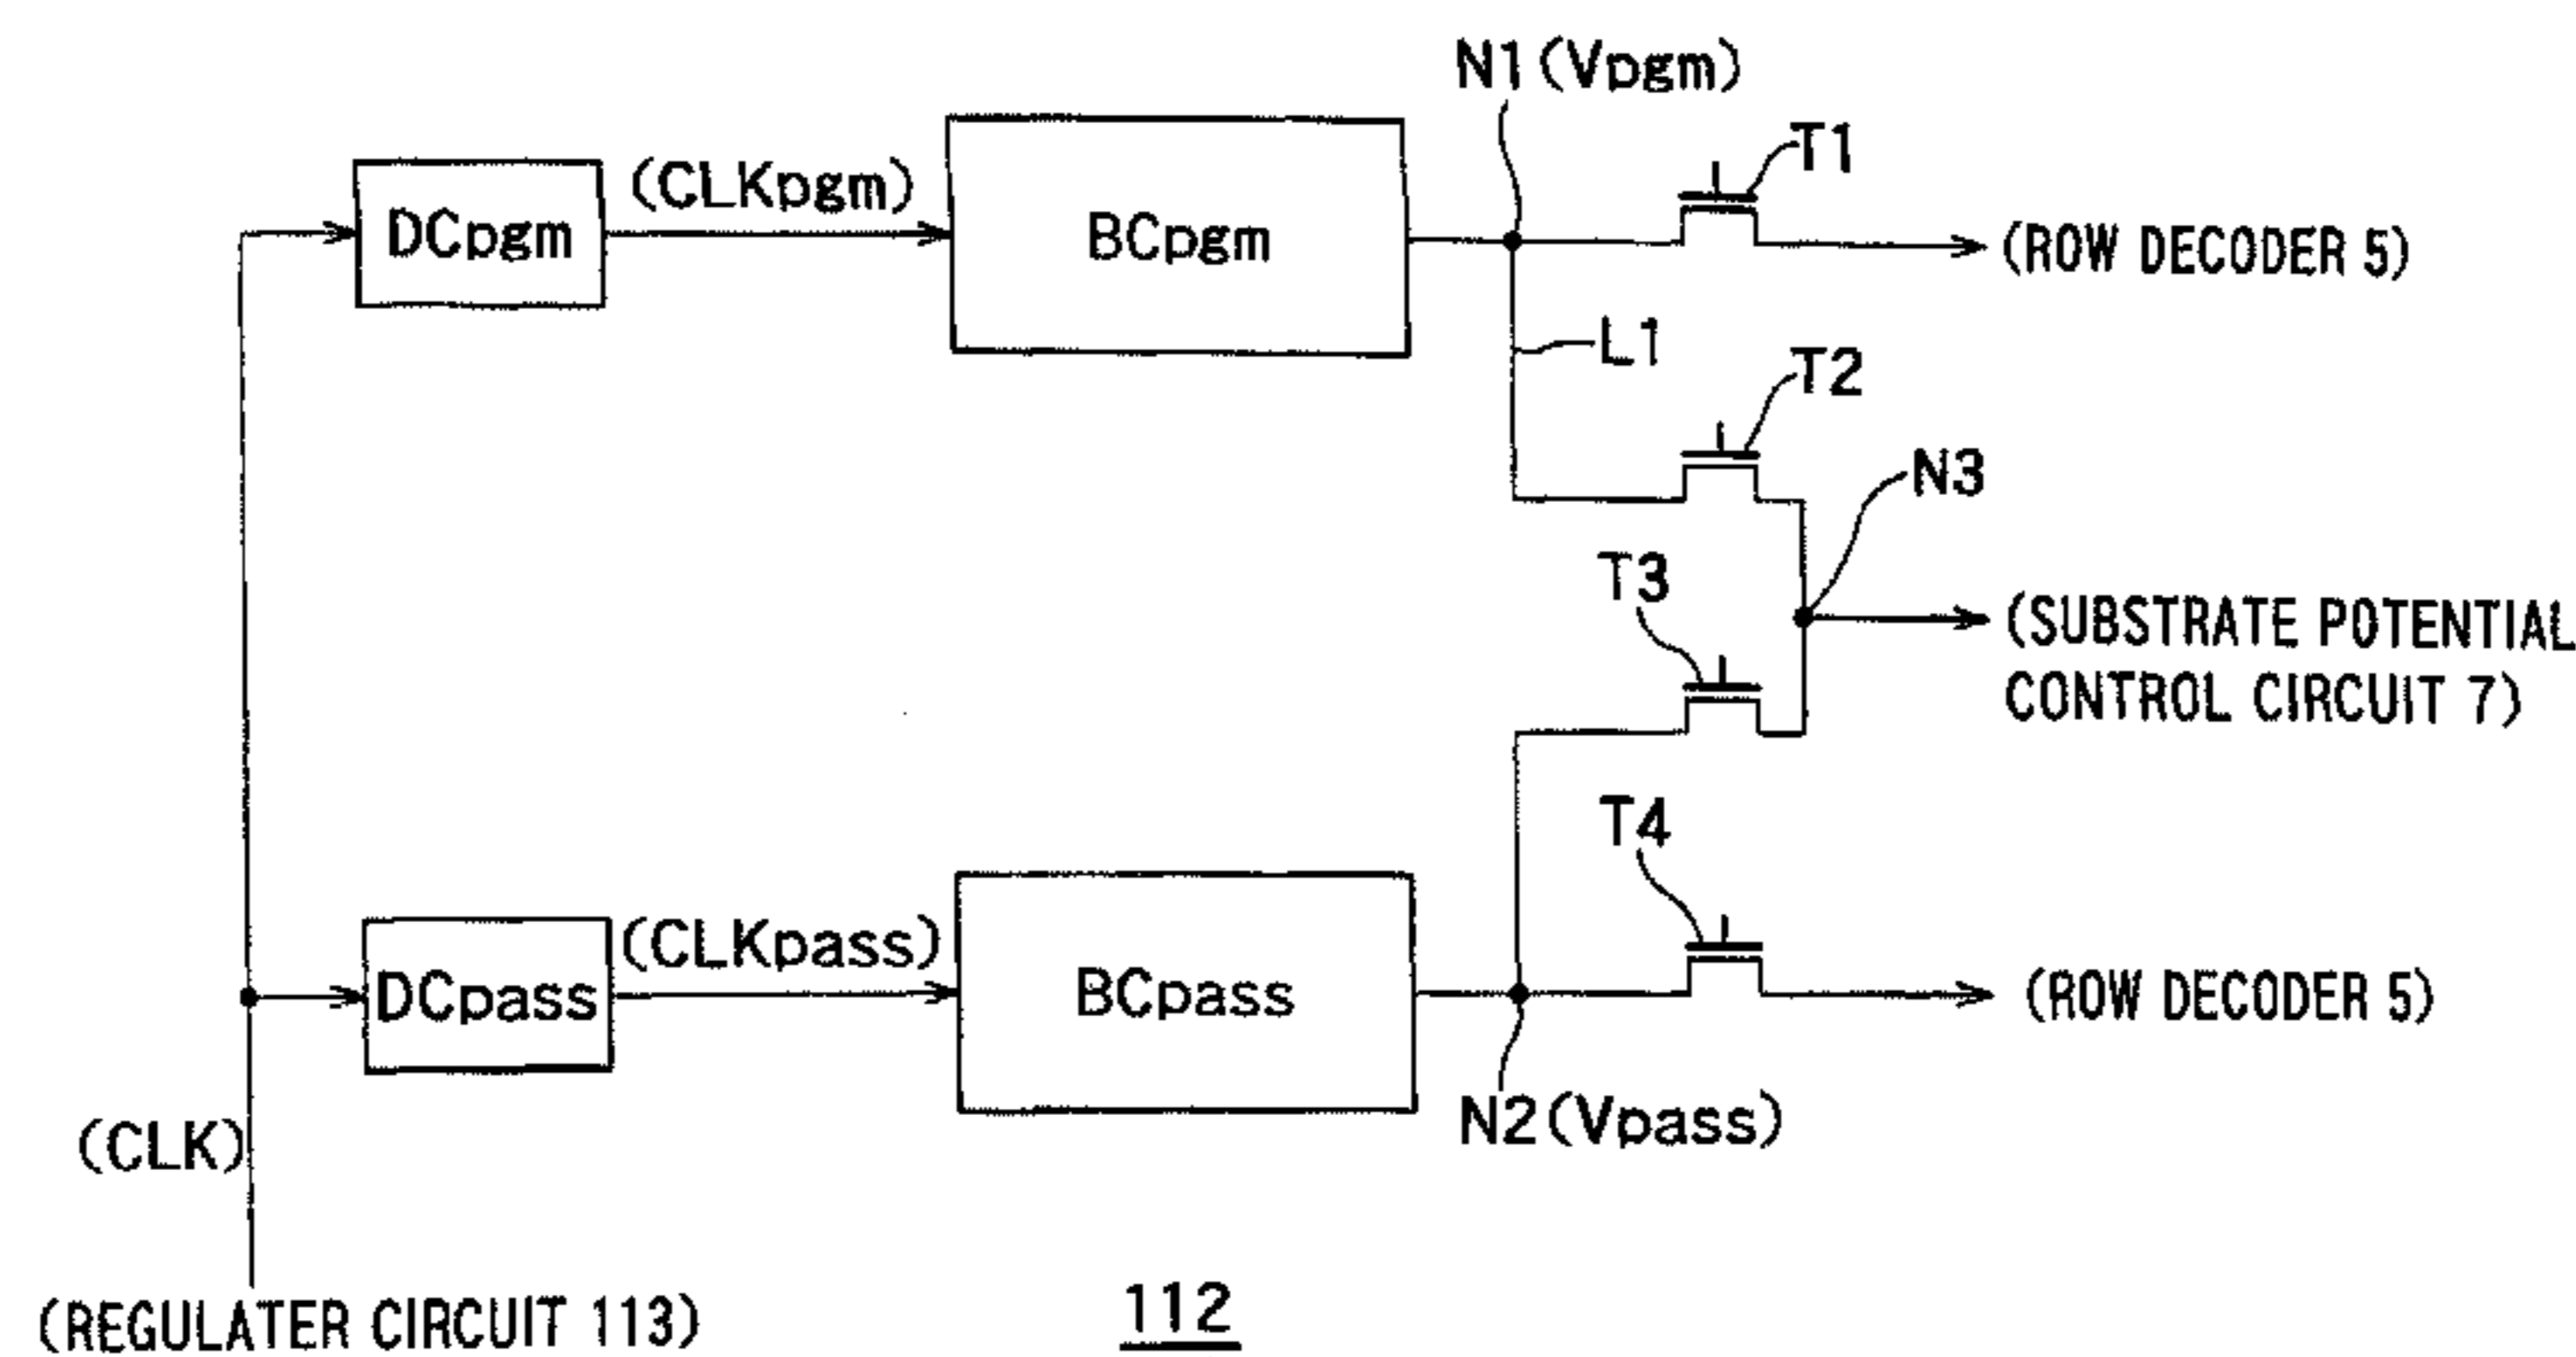 N1(Vpgm)
T1
(CLKpgm)
DCpgm
BCpgm
(ROW DECODER 5)
L1
T2
N3
T3
(SUBSTRATE POTENTIAL
CONTROL CIRCUIT 7)
T4
(CLKpass)
DCpass
BCpass
(ROW DECODER 5)
N2(Vpass)
(CLK)
(REGULATER CIRCUIT 113)
112